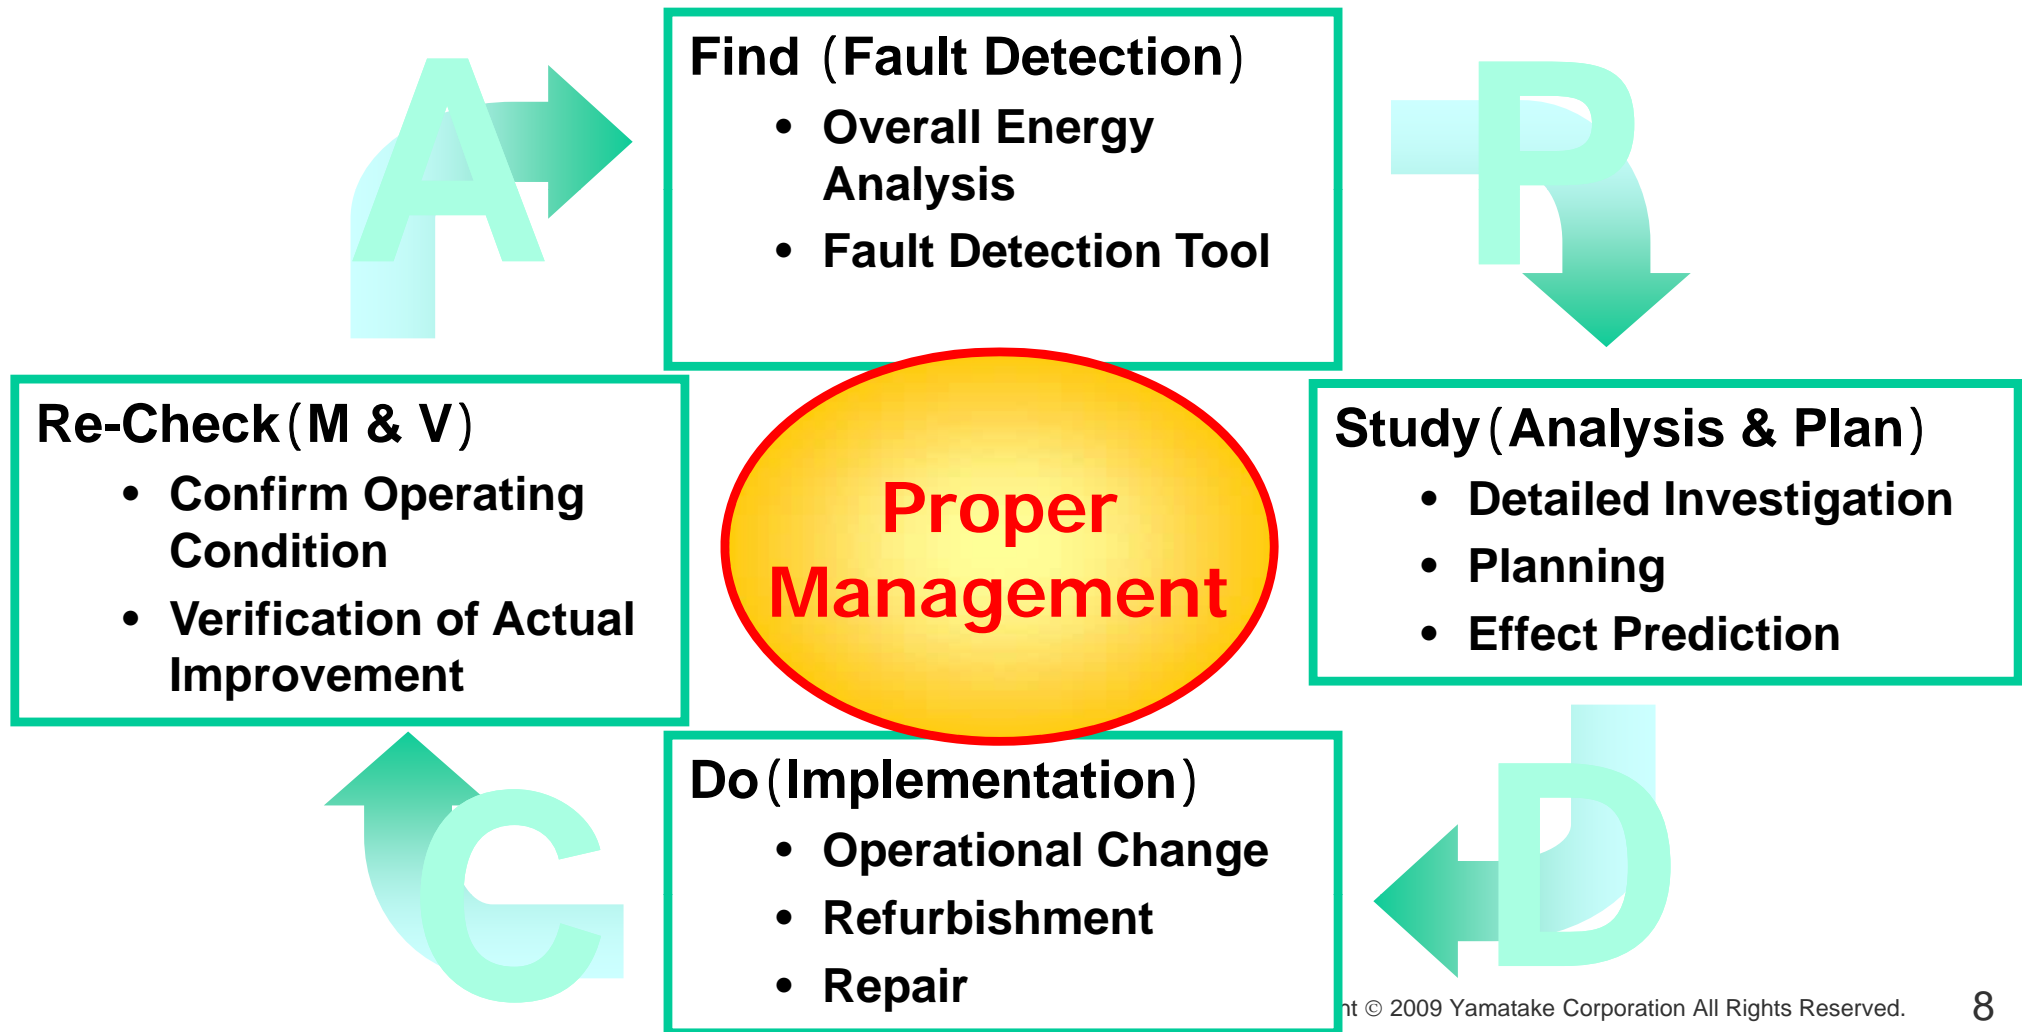 A
Find (Fault Detection)
• Overall Energy
Analysis
• Fault Detection Tool
P
Re-Check(M & V)
• Confirm Operating
Condition
• Verification of Actual
Improvement
Proper
Management
Study(Analysis & Plan)
• Detailed Investigation
• Planning
• Effect Prediction
C
Do(Implementation)
• Operational Change
• Refurbishment
• Repair
D
© 2009 Yamatake Corporation All Rights Reserved.
8